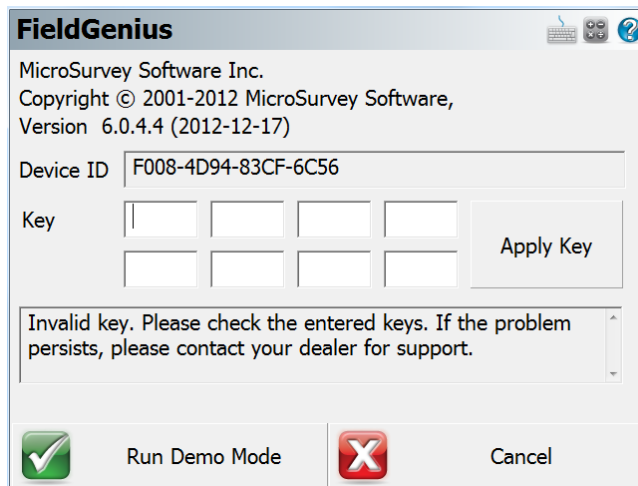 FieldGenius
MicroSurvey Software Inc.
Copyright © 2001-2012 MicroSurvey Software,
Version 6.0.4.4 (2012-12-17)
Device ID F008-4D94-83CF-6C56
Key
Apply Key
Invalid key. Please check the entered keys. If the problem
persists, please contact your dealer for support.
Run Demo Mode Cancel